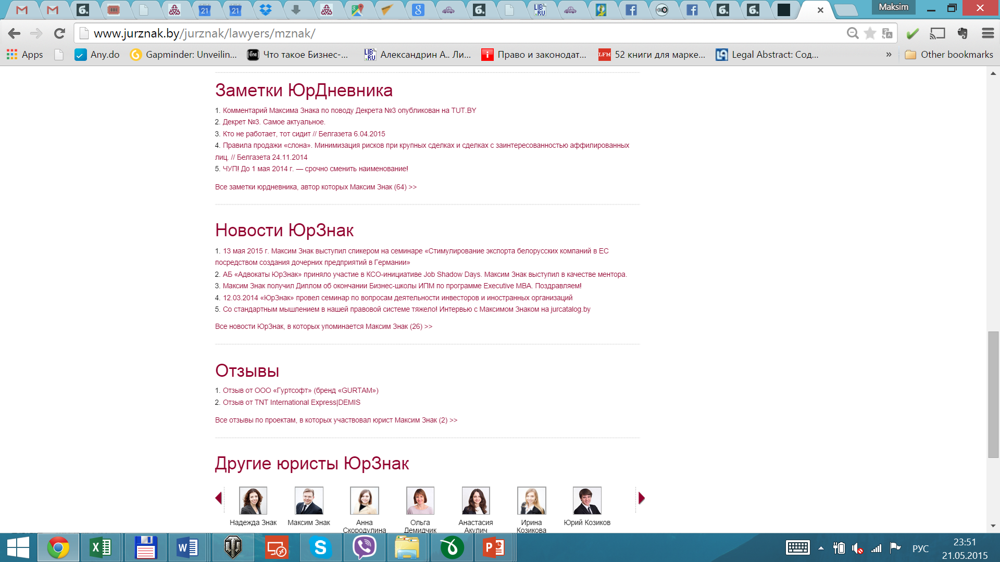 Maksim
www.jurznak.by/jurznak/lawyers/mznak/
Apps
Any.do
Gapminder: Unveilin...
Что такое Бизнес-...
Александрин А.. Ли...
Право и законодат...
52 книги для марке...
Legal Abstract: Сод...
»
Other bookmarks
Заметки ЮрДневника
1. Комментарий Максима Знака по поводу Декрета №3 опубликован на TUT.BY
2. Декрет №3. Самое актуальное.
3. Кто не работает, тот сидит // Белгазета 6.04.2015
4. Правила продажи «слона». Минимизация рисков при крупных сделках и сделках с заинтересованностью аффилированных
лиц. // Белгазета 24.11.2014
5. ЧУП! До 1 мая 2014 г. — срочно сменить наименование!
Все заметки юрдневника, автор которых Максим Знак (64) >>
Новости ЮрЗнак
1. 13 мая 2015 г. Максим Знак выступил спикером на семинаре «Стимулирование экспорта белорусских компаний в ЕС
посредством создания дочерних предприятий в Германии»
2. АБ «Адвокаты ЮрЗнак» приняло участие в КСО-инициативе Job Shadow Days. Максим Знак выступил в качестве ментора.
3. Максим Знак получил Диплом об окончании Бизнес-школы ИПМ по программе Executive MBA. Поздравляем!
4. 12.03.2014 «ЮрЗнак» провел семинар по вопросам деятельности инвесторов и иностранных организаций
5. Со стандартным мышлением в нашей правовой системе тяжело! Интервью с Максимом Знаком на jurcatalog.by
Все новости ЮрЗнак, в которых упоминается Максим Знак (26) >>
Отзывы
1. Отзыв от ООО «Гуртсофт» (бренд «GURTAM»)
2. Отзыв от TNT International Express|DEMIS
Все отзывы по проектам, в которых участвовал юрист Максим Знак (2) >>
Другие юристы ЮрЗнак
Надежда Знак
Максим Знак
Анна
Скородулина
Ольга
Демидчик
Анастасия
Акулич
Ирина
Козикова
Юрий Козиков
РУС
23:51
21.05.2015